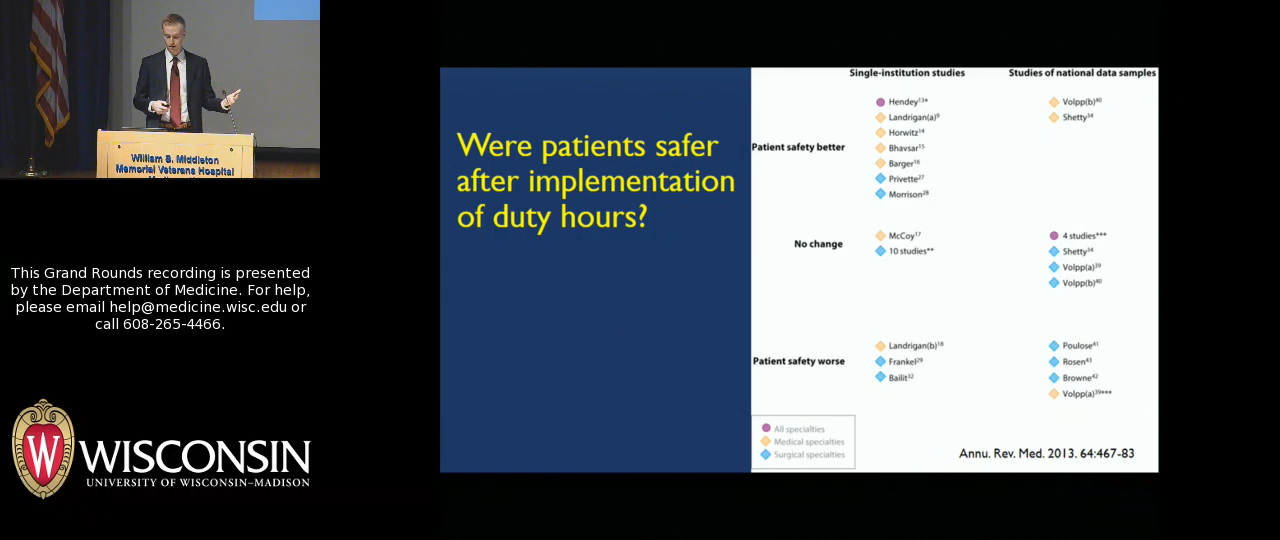 William S. Middleton
Memorial Veterans Hospital
This Grand Rounds recording is presented
by the Department of Medicine. For help,
please email help@medicine.wisc.edu or
call 608-265-4466.
W
WISCONSIN
UNIVERSITY OF WISCONSIN–MADISON
Were patients safer
after implementation
of duty hours?
Single-institution studies
Studies of national data samples
Patient safety better
Hendey13*
Landrigan(a)9
Horwitz14
Bhavsar15
Barger16
Privette27
Morrison28
Volpp(b)40
Shetty34
No change
McCoy17
10 studies**
4 studies***
Shetty34
Volpp(a)39
Volpp(b)40
Patient safety worse
Landrigan(b)18
Frankel29
Bailit32
Poulose41
Rosen43
Browne42
Volpp(a)39***
All specialties
Medical specialties
Surgical specialties
Annu. Rev. Med. 2013. 64:467-83